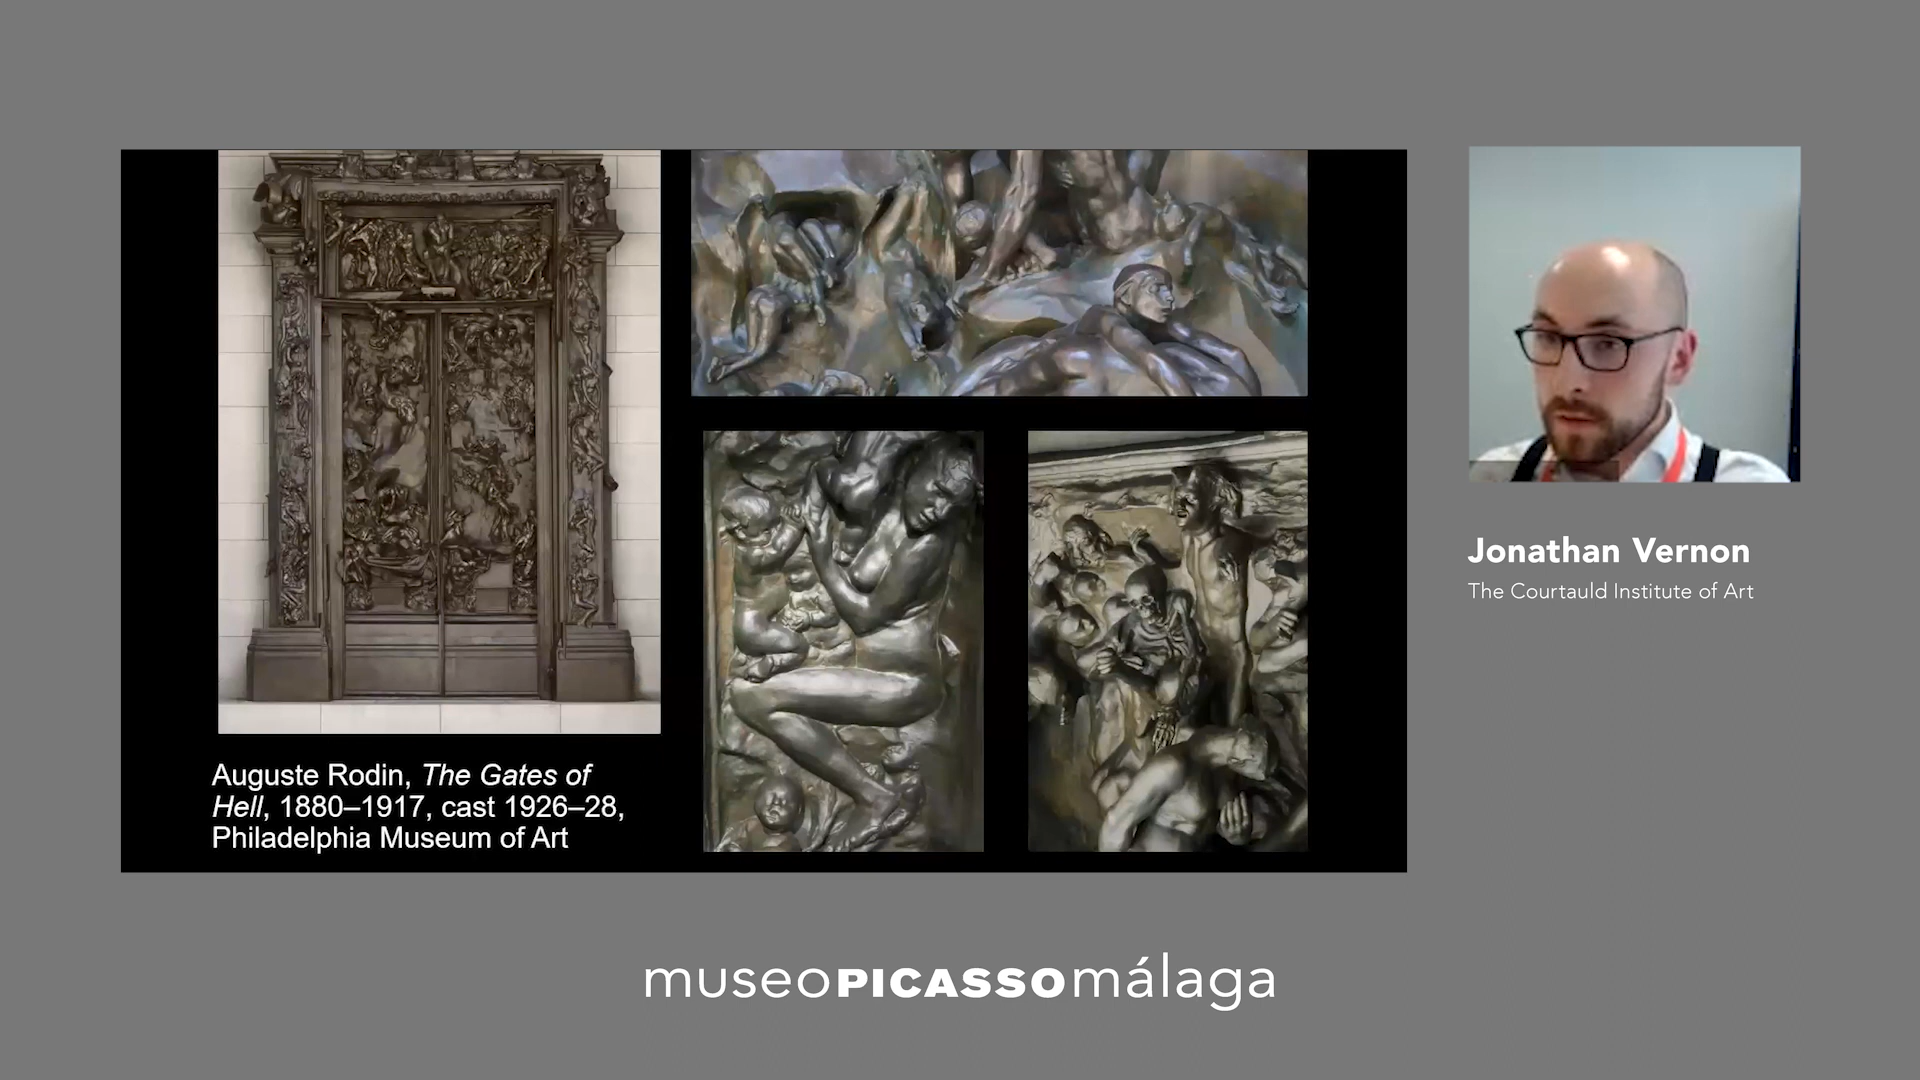 Auguste Rodin, The Gates of
Hell, 1880–1917, cast 1926–28,
Philadelphia Museum of Art
Jonathan Vernon
The Courtauld Institute of Art
museoPICASSOmálaga